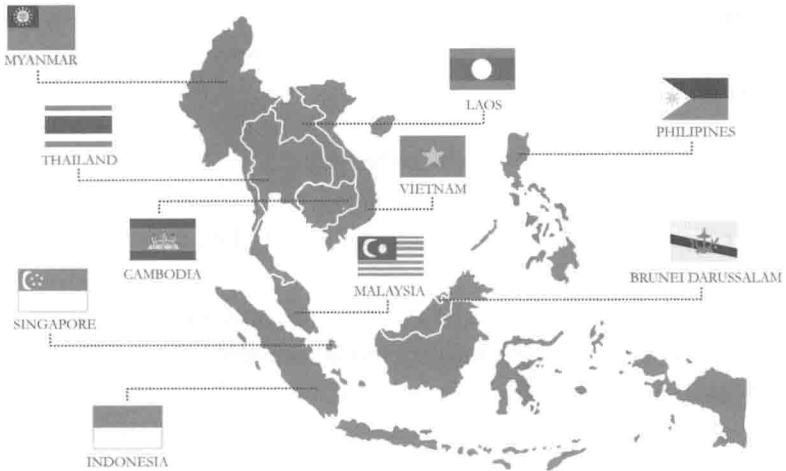 MYANMAR
LAOS
PHILIPINES
THAILAND
VIETNAM
CAMBODIA
BRUNEI DARUSSALAM
MALAYSIA
SINGAPORE
INDONESIA